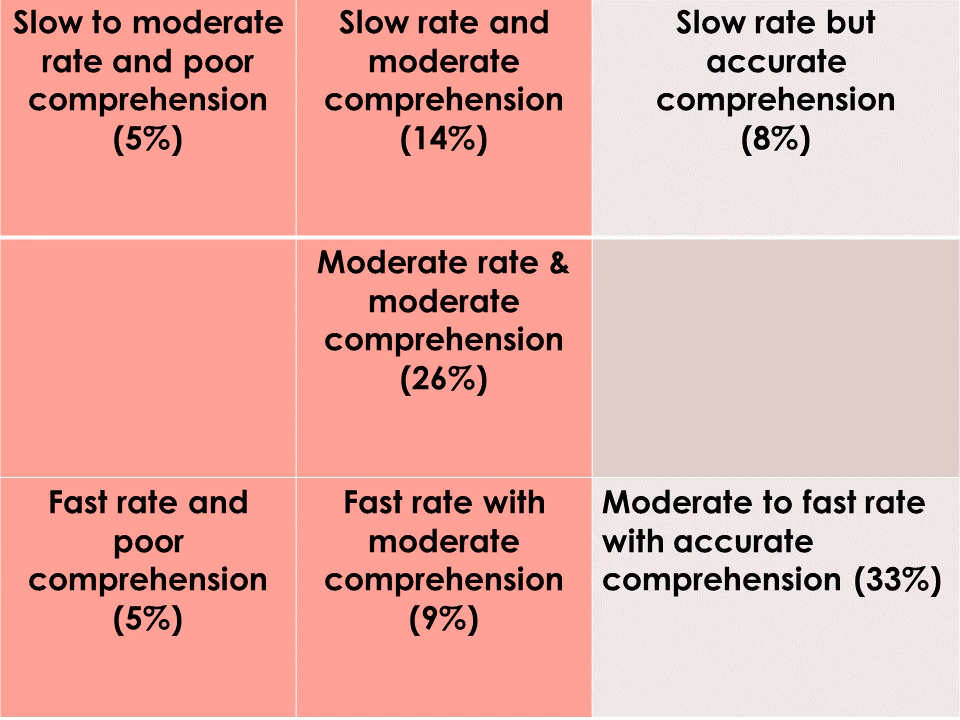 Slow to moderate
rate and poor
comprehension
(5%)
Slow rate and
moderate
comprehension
(14%)
Slow rate but
accurate
comprehension
(8%)
Moderate rate &
moderate
comprehension
(26%)
Fast rate and
poor
comprehension
(5%)
Fast rate with
moderate
comprehension
(9%)
Moderate to fast rate
with accurate
comprehension (33%)